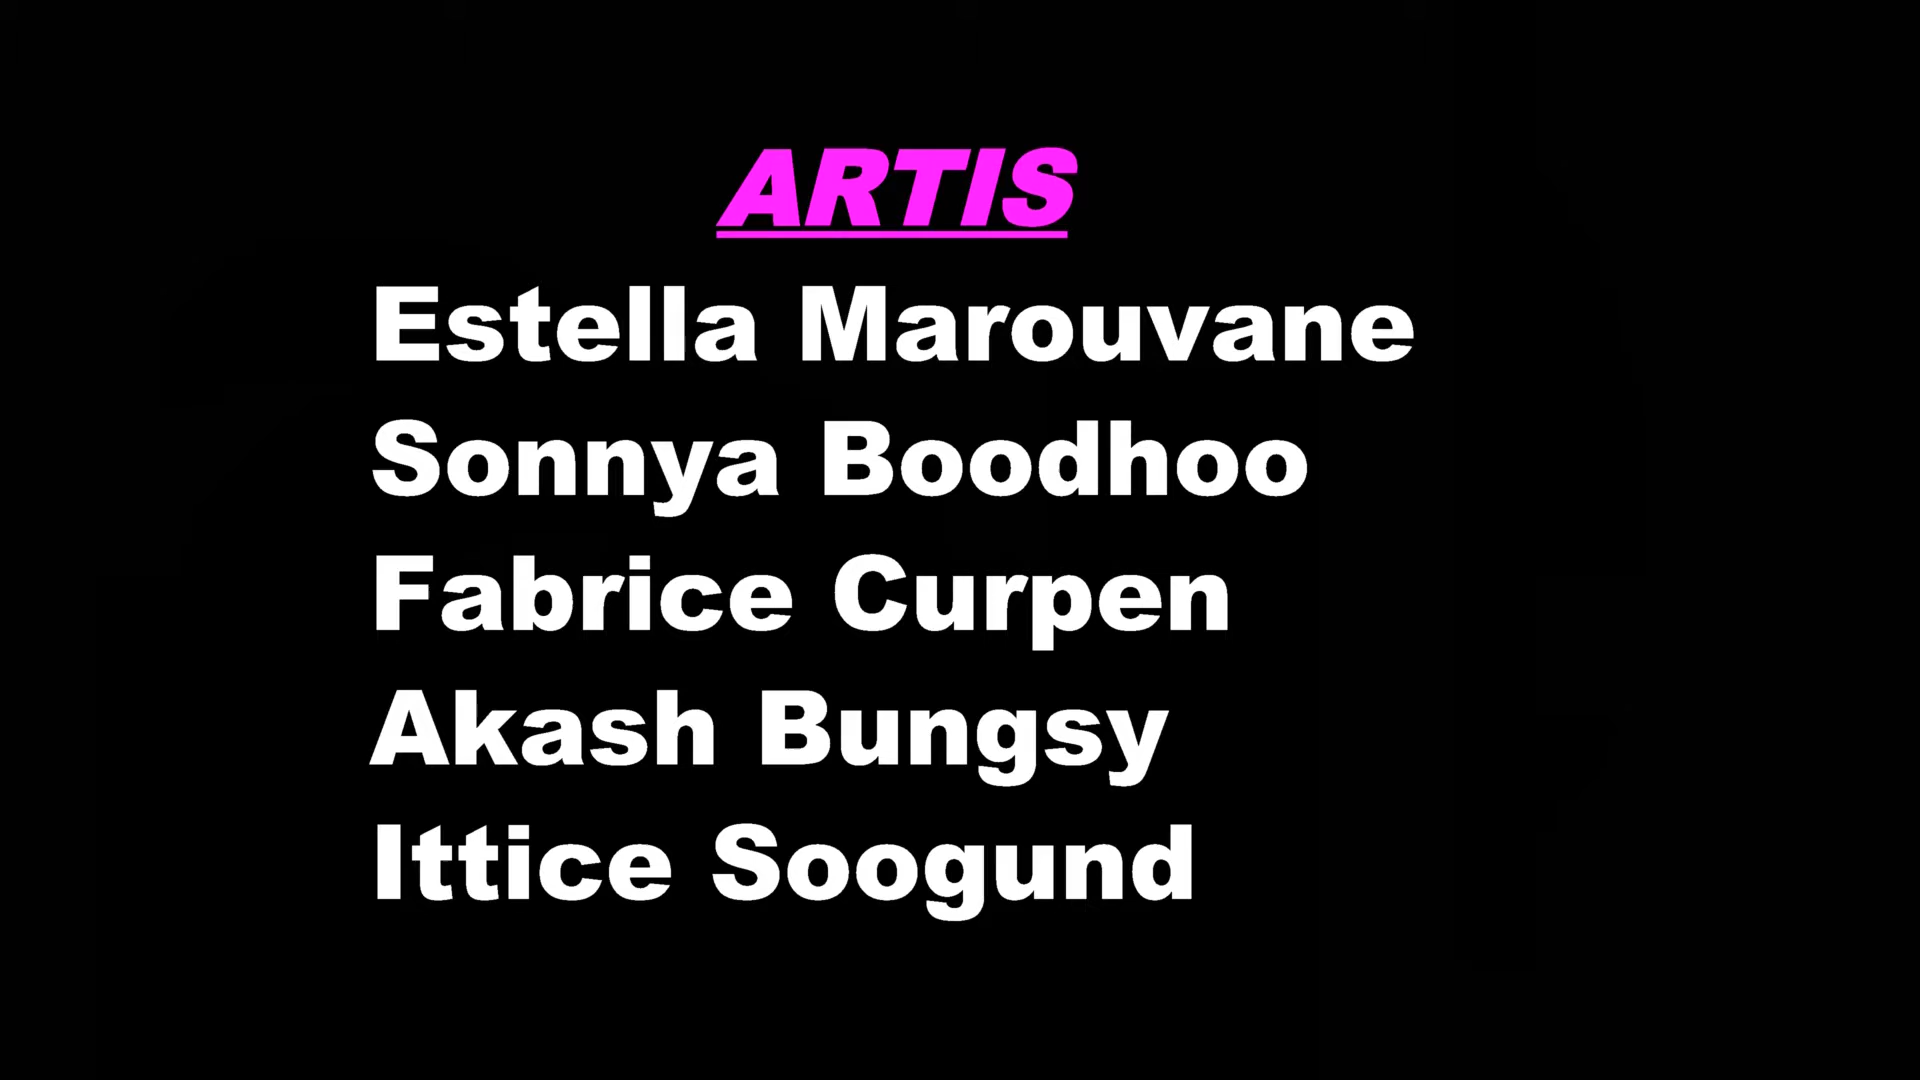 ARTIS
Estella Marouvane
Sonnya Boodhoo
Fabrice Curpen
Akash Bungsy
Ittice Soogund